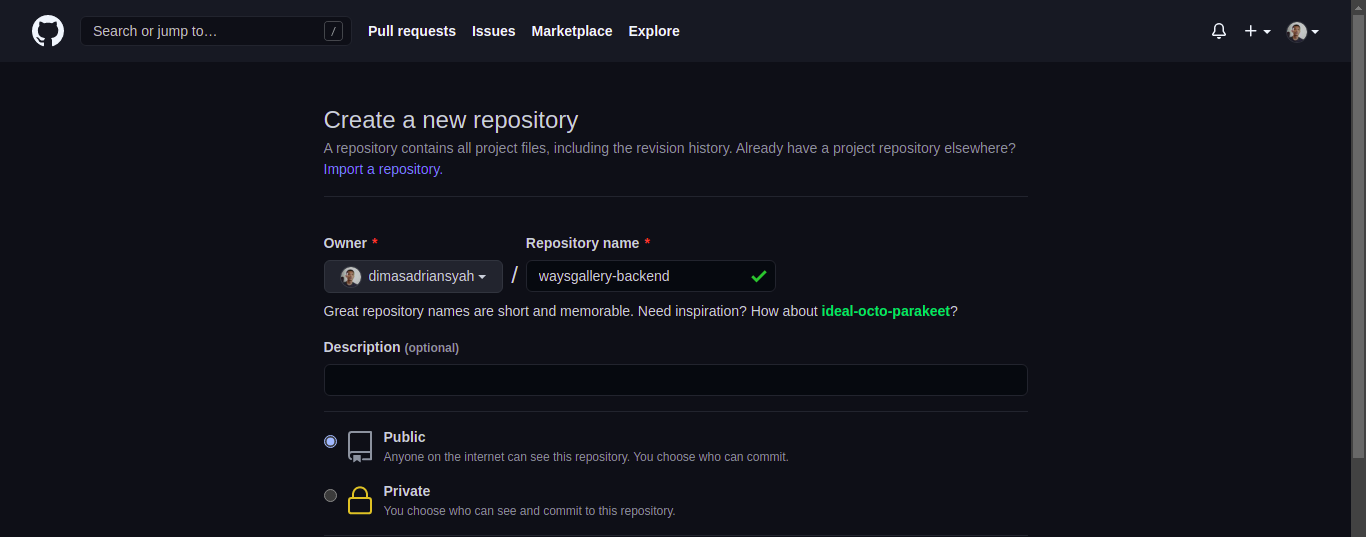 Search or jump to… / Pull requests Issues Marketplace Explore
Create a new repository
A repository contains all project files, including the revision history. Already have a project repository elsewhere?
Import a repository.
Owner * Repository name *
dimasadriansyah / waysgallery-backend
Great repository names are short and memorable. Need inspiration? How about ideal-octo-parakeet?
Description (optional)
Public
Anyone on the internet can see this repository. You choose who can commit.
Private
You choose who can see and commit to this repository.